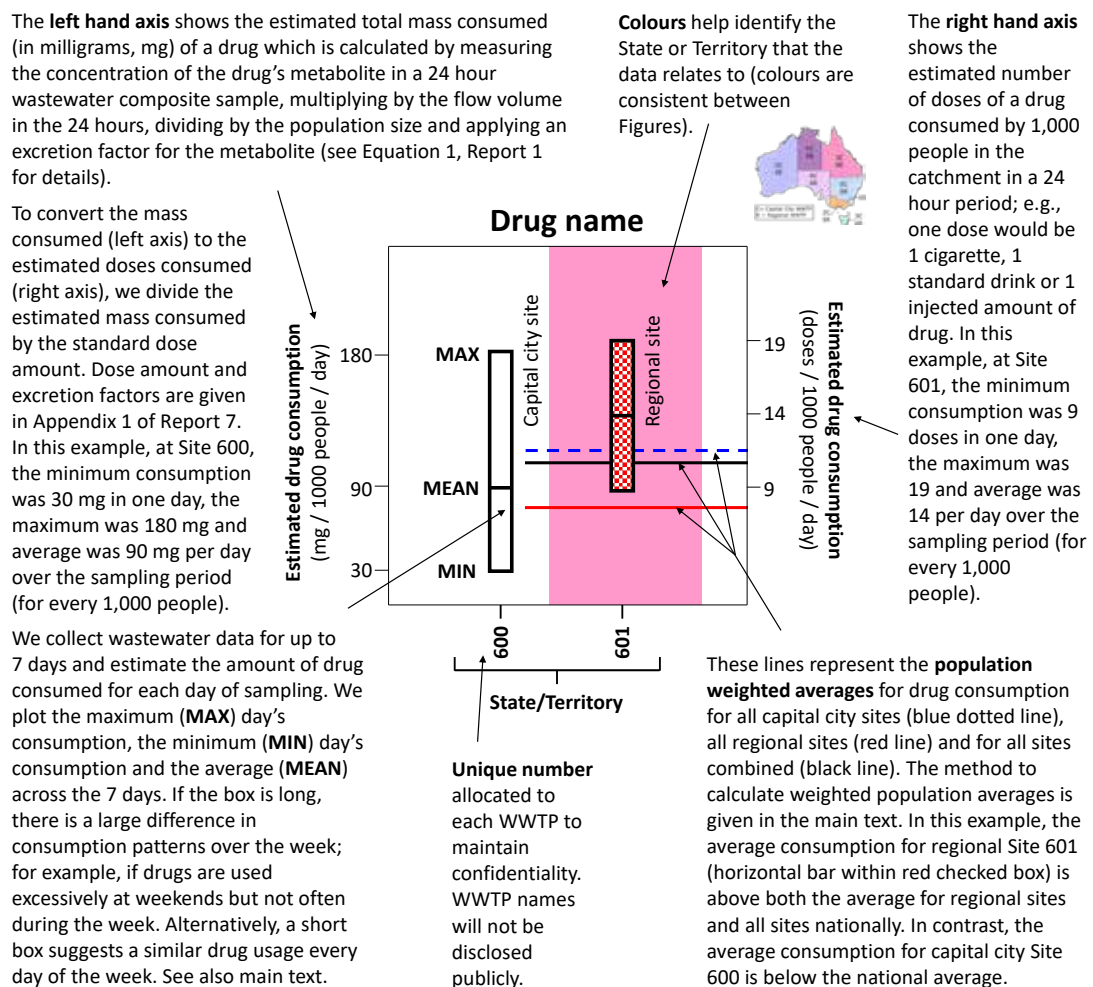 The left hand axis shows the estimated total mass consumed
(in milligrams, mg) of a drug which is calculated by measuring
the concentration of the drug's metabolite in a 24 hour
wastewater composite sample, multiplying by the flow volume
in the 24 hours, dividing by the population size and applying an
excretion factor for the metabolite (see Equation 1, Report 1
for details).
To convert the mass
consumed (left axis) to the
estimated doses consumed
(right axis), we divide the
estimated mass consumed
by the standard dose
amount. Dose amount and
excretion factors are given
in Appendix 1 of Report 7.
In this example, at Site 600,
the minimum consumption
was 30 mg in one day, the
maximum was 180 mg and
average was 90 mg per day
over the sampling period
(for every 1,000 people).
We collect wastewater data for up to
7 days and estimate the amount of drug
consumed for each day of sampling. We
plot the maximum (MAX) day's
consumption, the minimum (MIN) day's
consumption and the average (MEAN)
across the 7 days. If the box is long,
there is a large difference in
consumption patterns over the week;
for example, if drugs are used
excessively at weekends but not often
during the week. Alternatively, a short
box suggests a similar drug usage every
day of the week. See also main text.
Colours help identify the
State or Territory that the
data relates to (colours are
consistent between
Figures).
The right hand axis
shows the
estimated number
of doses of a drug
consumed by 1,000
people in the
catchment in a 24
hour period; e.g.,
one dose would be
1 cigarette, 1
standard drink or 1
injected amount of
drug. In this
example, at Site
601, the minimum
consumption was 9
doses in one day,
the maximum was
19 and average was
14 per day over the
sampling period (for
every 1,000
people).
Drug name
Estimated drug consumption
(mg / 1000 people / day)
180
90
30
MAX
MEAN
MIN
Capital city site
Regional site
19
14
9
Estimated drug consumption
(doses / 1000 people / day)
600
601
State/Territory
Unique number
allocated to
each WWTP to
maintain
confidentiality.
WWTP names
will not be
disclosed
publicly.
These lines represent the population
weighted averages for drug consumption
for all capital city sites (blue dotted line),
all regional sites (red line) and for all sites
combined (black line). The method to
calculate weighted population averages is
given in the main text. In this example, the
average consumption for regional Site 601
(horizontal bar within red checked box) is
above both the average for regional sites
and all sites nationally. In contrast, the
average consumption for capital city Site
600 is below the national average.